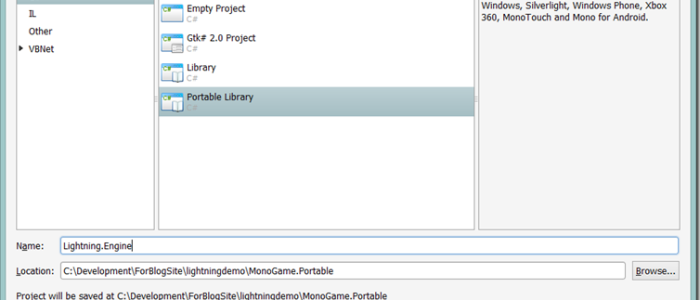 IL
Other
VBNet
Empty Project
C#
Gtk# 2.0 Project
C#
Library
C#
Portable Library
C#
Windows, Silverlight, Windows Phone, Xbox
360, MonoTouch and Mono for Android.
Name: Lightning.Engine
Location: C:\Development\ForBlogSite\lightningdemo\MonoGame.Portable Browse...
Project will be saved at C:\Development\ForBlogSite\lightningdemo\MonoGame.Portable